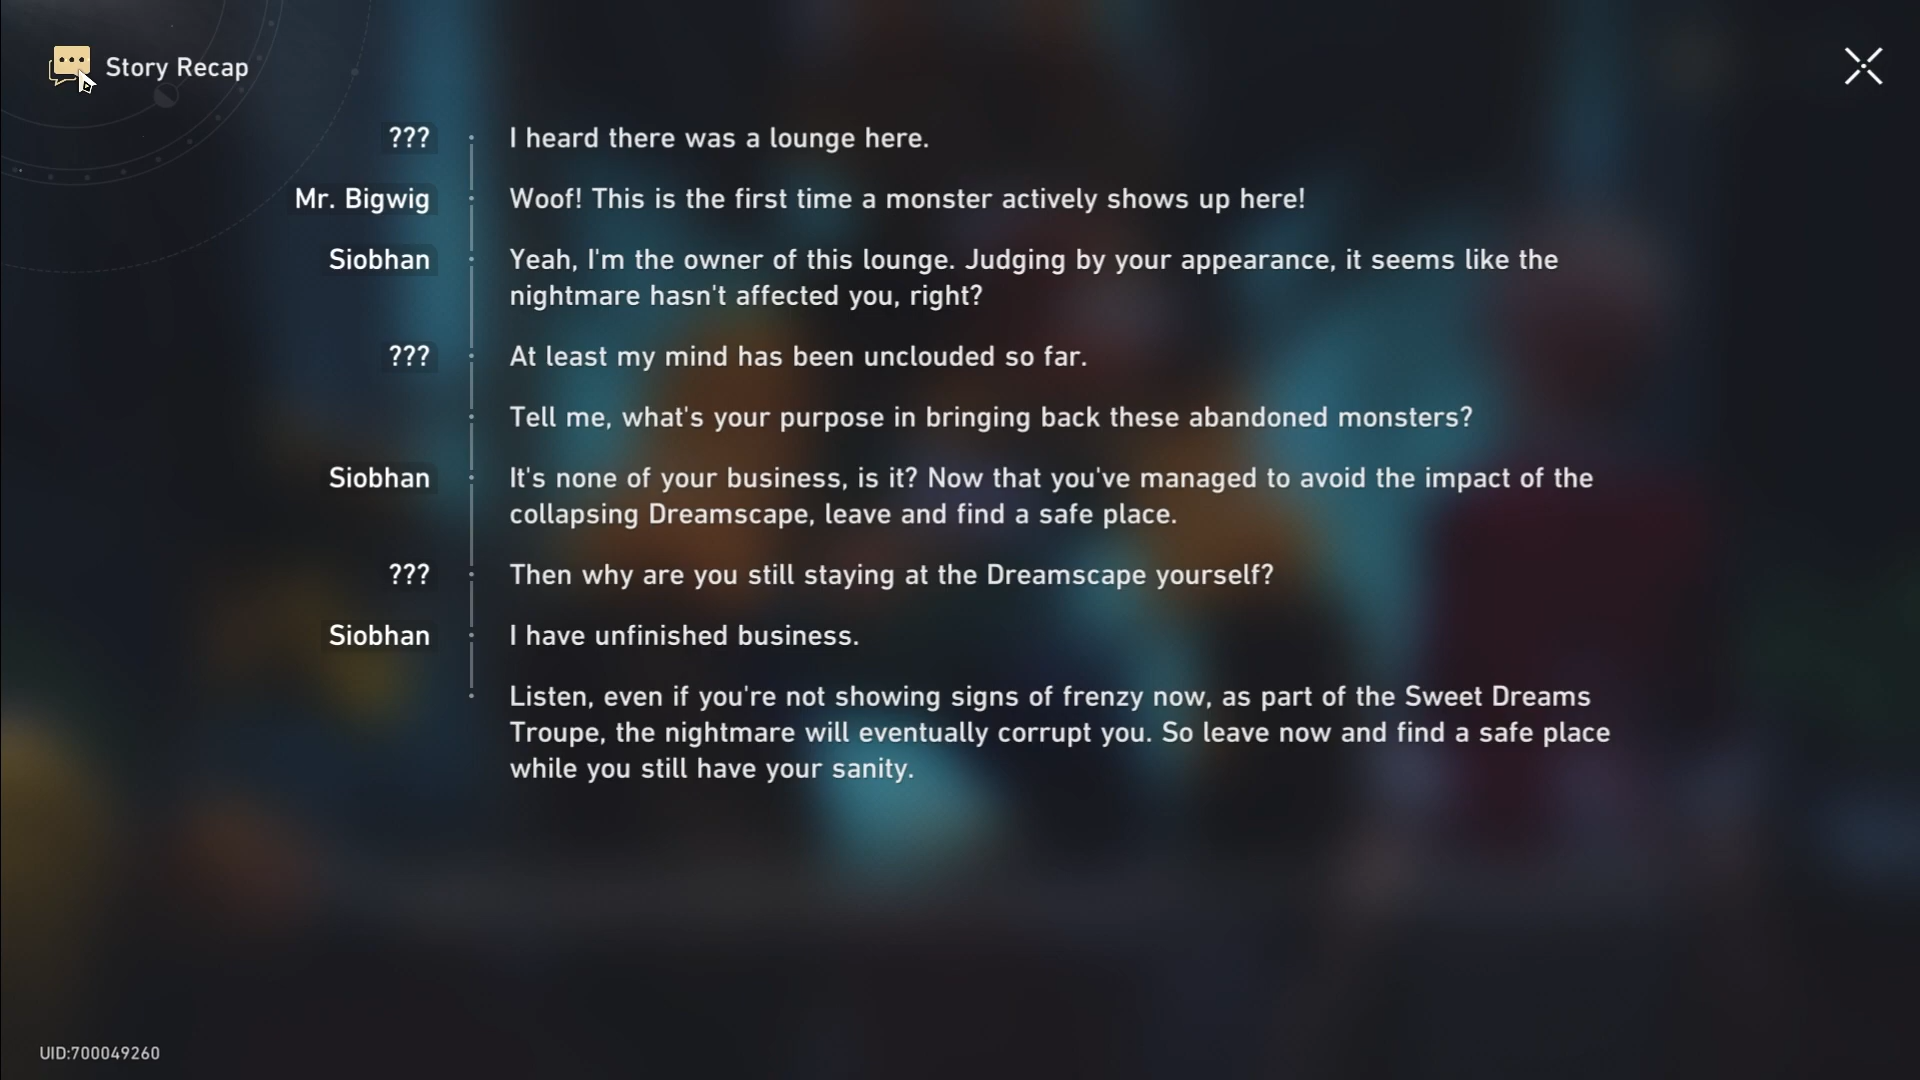 Story Recap
??? I heard there was a lounge here.
Mr. Bigwig Woof! This is the first time a monster actively shows up here!
Siobhan Yeah, I'm the owner of this lounge. Judging by your appearance, it seems like the
nightmare hasn't affected you, right?
??? At least my mind has been unclouded so far.
Tell me, what's your purpose in bringing back these abandoned monsters?
Siobhan It's none of your business, is it? Now that you've managed to avoid the impact of the
collapsing Dreamscape, leave and find a safe place.
??? Then why are you still staying at the Dreamscape yourself?
Siobhan I have unfinished business.
Listen, even if you're not showing signs of frenzy now, as part of the Sweet Dreams
Troupe, the nightmare will eventually corrupt you. So leave now and find a safe place
while you still have your sanity.
UID:700049260